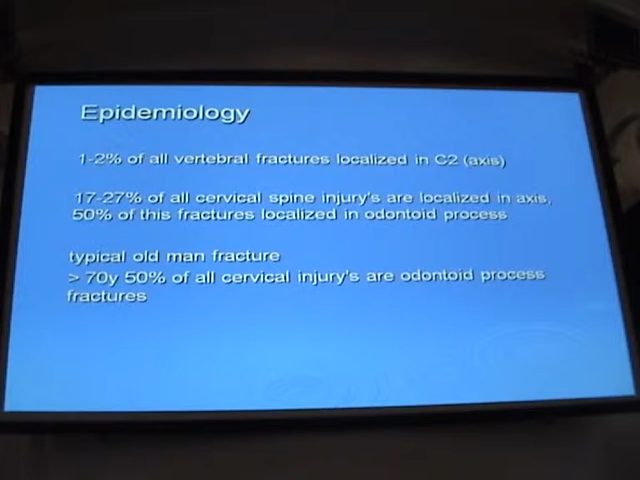 Epidemiology
1-2% of all vertebral fractures localized in C2 (axis)
17-27% of all cervical spine injury's are localized in axis,
50% of this fractures localized in odontoid process
typical old man fracture
> 70y 50% of all cervical injury's are odontoid process
fractures